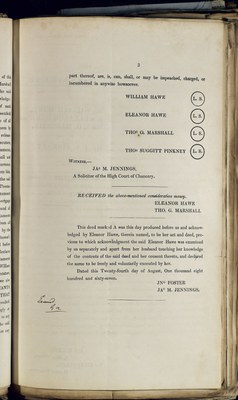 3
part thereof, are, is, can, shall, or may be impeached, charged, or
incumbered in anywise howsoever.
WILLIAM HAWE L. S.
ELEANOR HAWE L. S.
THOS G. MARSHALL L. S.
THOS SUGGITT PINKNEY L. S.
WITNESS,—
JAS M. JENNINGS.
A Solicitor of the High Court of Chancery.
RECEIVED the above-mentioned consideration money.
ELEANOR HAWE
THO. G. MARSHALL
This deed mark'd A was this day produced before us and acknow-
ledged by Eleanor Hawe, therein named, to be her act and deed, pre-
vious to which acknowledgment the said Eleanor Hawe was examined
by us separately and apart from her husband touching her knowledge
of the contents of the said deed and her consent thereto, and declared
the same to be freely and voluntarily executed by her.
Dated this Twenty-fourth day of August, One thousand eight
hundred and sixty-seven.
JNO FOSTER
JAS M. JENNINGS.